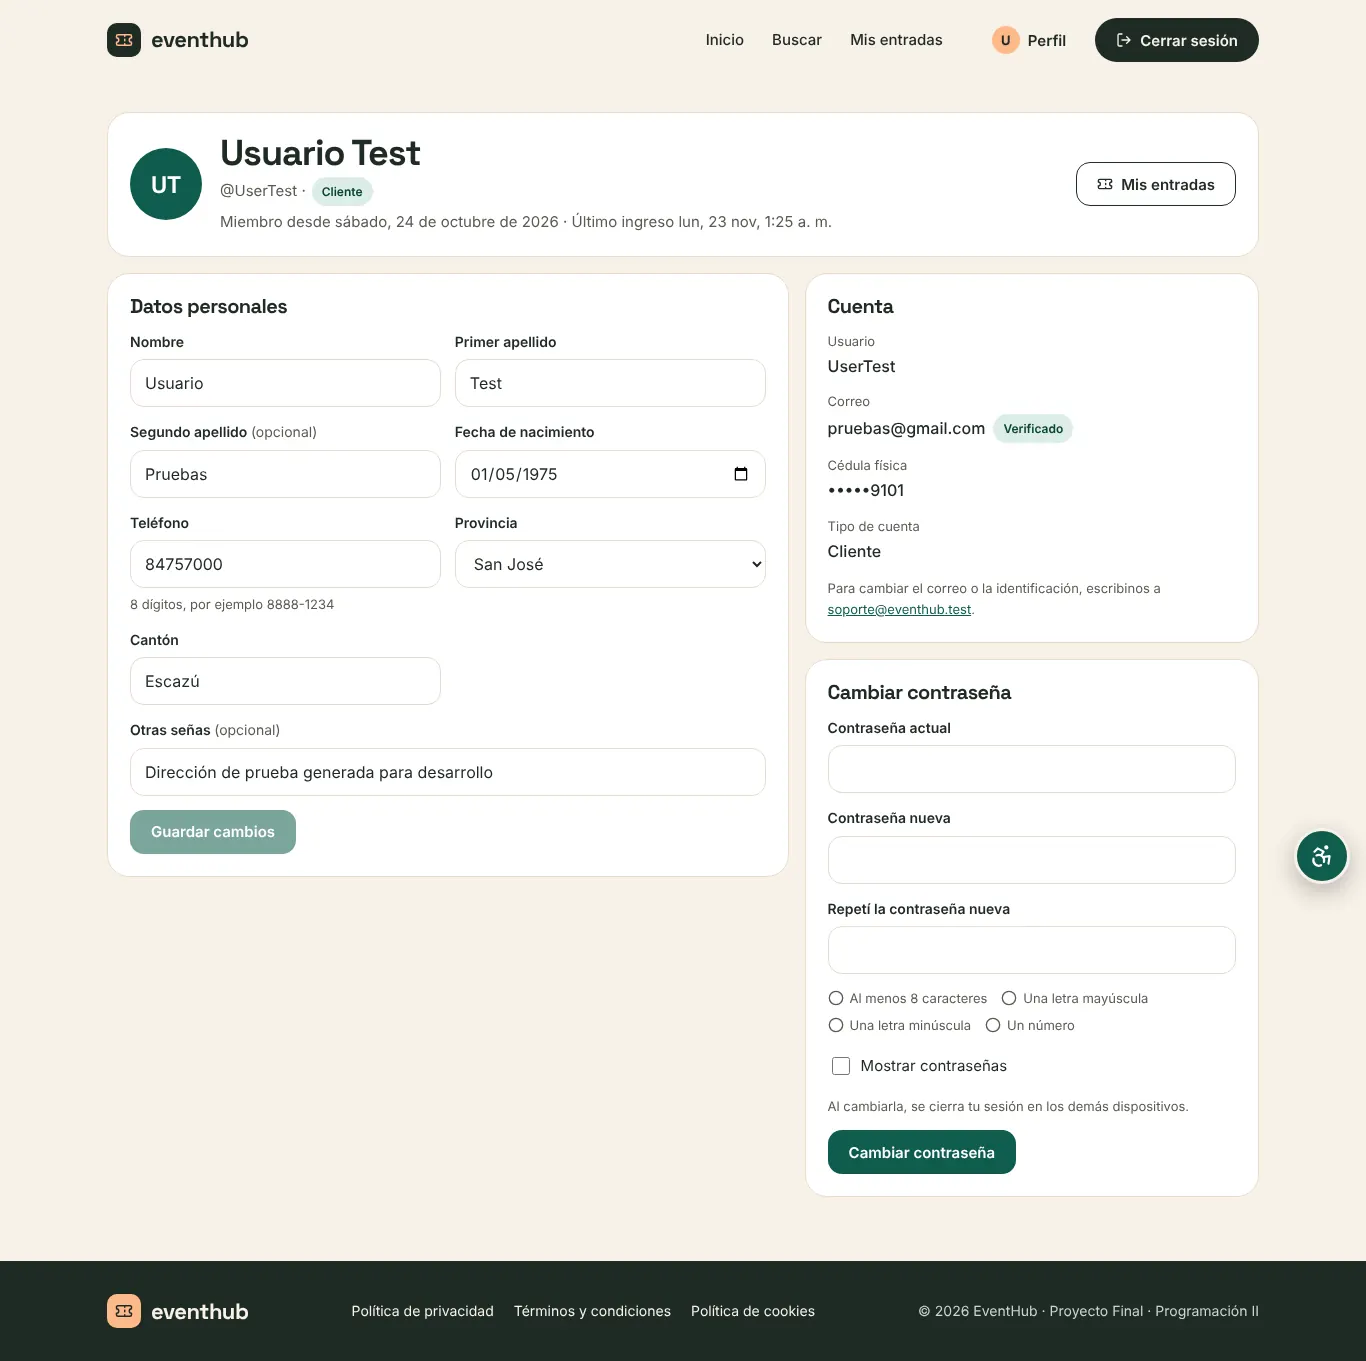 eventhub
Inicio Buscar Mis entradas U Perfil Cerrar sesión
UT
Usuario Test
@UserTest · Cliente
Miembro desde sábado, 24 de octubre de 2026 · Último ingreso lun, 23 nov, 1:25 a. m.
Mis entradas
Datos personales
Nombre Primer apellido
Usuario Test
Segundo apellido (opcional) Fecha de nacimiento
Pruebas 01/05/1975
Teléfono Provincia
84757000 San José
8 dígitos, por ejemplo 8888-1234
Cantón
Escazú
Otras señas (opcional)
Dirección de prueba generada para desarrollo
Guardar cambios
Cuenta
Usuario
UserTest
Correo
pruebas@gmail.com Verificado
Cédula física
•••••9101
Tipo de cuenta
Cliente
Para cambiar el correo o la identificación, escribinos a
soporte@eventhub.test.
Cambiar contraseña
Contraseña actual
Contraseña nueva
Repetí la contraseña nueva
Al menos 8 caracteres Una letra mayúscula
Una letra minúscula Un número
Mostrar contraseñas
Al cambiarla, se cierra tu sesión en los demás dispositivos.
Cambiar contraseña
eventhub
Política de privacidad Términos y condiciones Política de cookies
© 2026 EventHub · Proyecto Final · Programación II